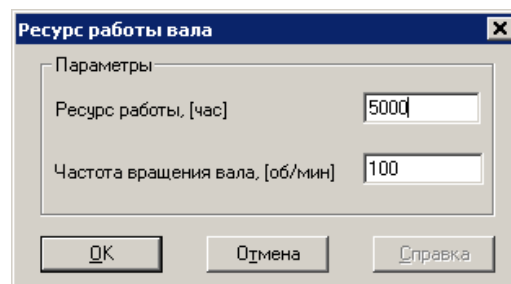 Ресурс работы вала
Параметры
Ресурс работы, [час] 5000
Частота вращения вала, [об/мин] 100
OK Отмена Справка